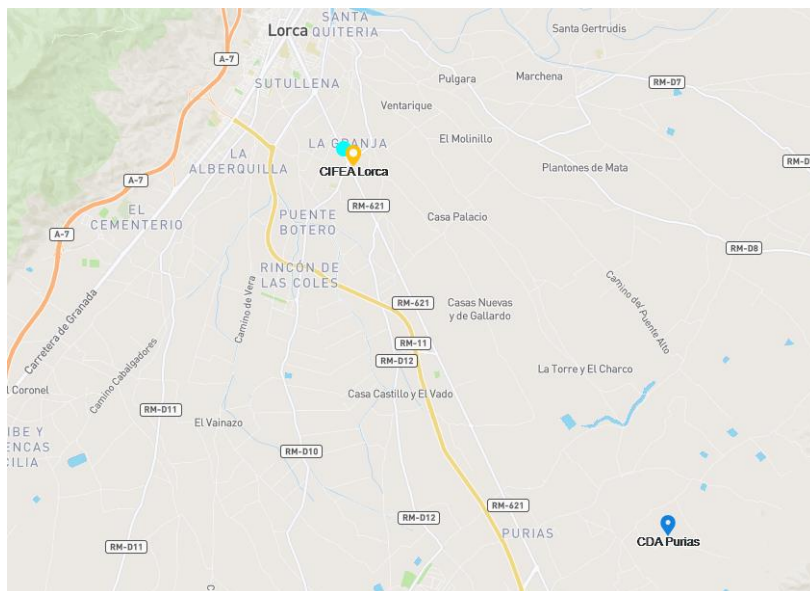 SANTA
QUITERIA
Lorca
Santa Gertrudis
A-7
SUTULLENA
Pulgara
Marchena
RM-D7
Ventarique
LA GRANJA
El Molinillo
LA
ALBERQUILLA
CIFEA Lorca
Plantones de Mata
RM-D
A-7
EL
CEMENTERIO
PUENTE
BOTERO
RM-621
Casa Palacio
A-7
RM-D8
RINCÓN DE
LAS COLES
Camino de Vera
Camino del Puente Alto
Carretera de Granada
RM-621
Casas Nuevas
y de Gallardo
RM-11
RM-D12
Camino Cabalgadores
La Torre y El Charco
l Coronel
Casa Castillo y El Vado
RM-D11
El Vainazo
RIBE Y
ENCAS
CILIA
RM-D10
RM-621
RM-D12
PURIAS
CDA Purias
RM-D11